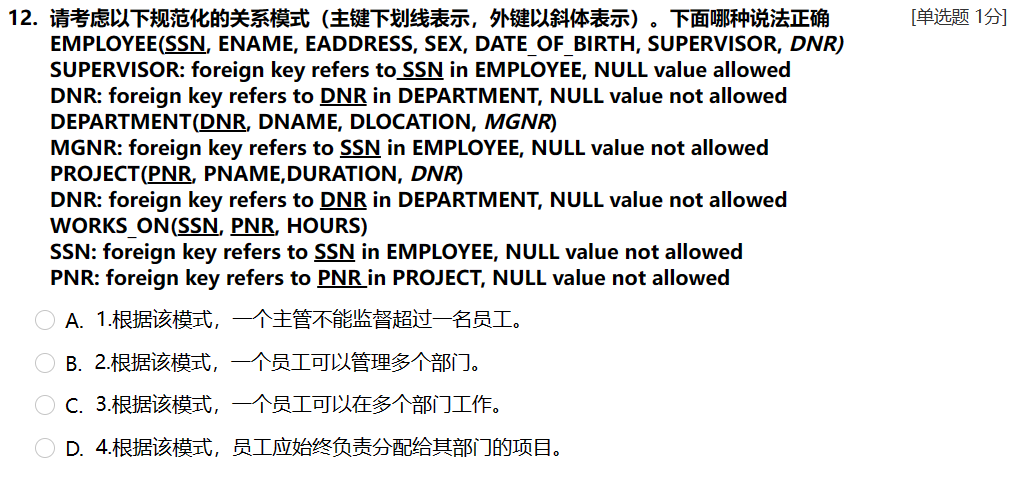 12. 请考虑以下规范化的关系模式（主键下划线表示，外键以斜体表示）。下面哪种说法正确 [单选题 1分]
EMPLOYEE(SSN, ENAME, EADDRESS, SEX, DATE_OF_BIRTH, SUPERVISOR, DNR)
SUPERVISOR: foreign key refers to SSN in EMPLOYEE, NULL value allowed
DNR: foreign key refers to DNR in DEPARTMENT, NULL value not allowed
DEPARTMENT(DNR, DNAME, DLOCATION, MGNR)
MGNR: foreign key refers to SSN in EMPLOYEE, NULL value not allowed
PROJECT(PNR, PNAME,DURATION, DNR)
DNR: foreign key refers to DNR in DEPARTMENT, NULL value not allowed
WORKS_ON(SSN, PNR, HOURS)
SSN: foreign key refers to SSN in EMPLOYEE, NULL value not allowed
PNR: foreign key refers to PNR in PROJECT, NULL value not allowed
A. 1.根据该模式，一个主管不能监督超过一名员工。
B. 2.根据该模式，一个员工可以管理多个部门。
C. 3.根据该模式，一个员工可以在多个部门工作。
D. 4.根据该模式，员工应始终负责分配给其部门的项目。